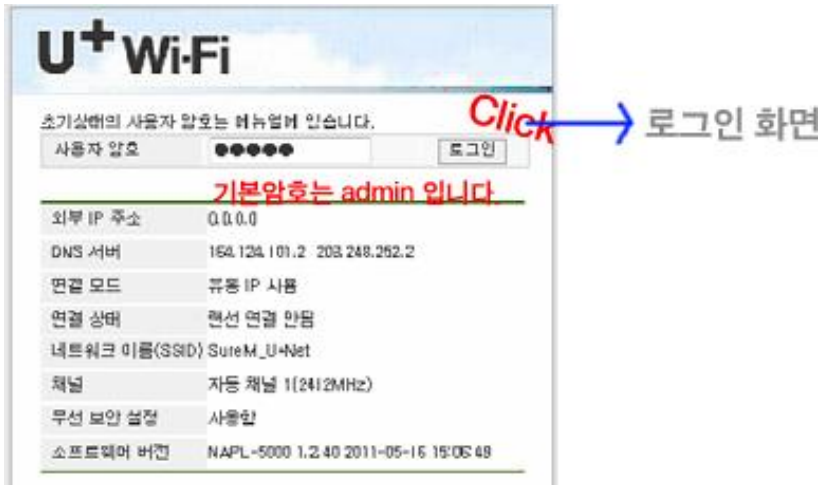 U+ Wi-Fi
초기상태의 사용자 암호는 메뉴얼에 있습니다.
Click
로그인 화면
사용자 암호 ●●●●● 로그인
기본암호는 admin 입니다.
외부 IP 주소 0.0.0.0
DNS 서버 164.124.101.2 203.248.252.2
연결 모드 유동 IP 사용
연결 상태 랜선 연결 안됨
네트워크 이름(SSID) SureM_U+Net
채널 자동 채널 1(2412MHz)
무선 보안 설정 사용함
소프트웨어 버전 NAPL-5000 1.2.40 2011-05-16 15:06:49